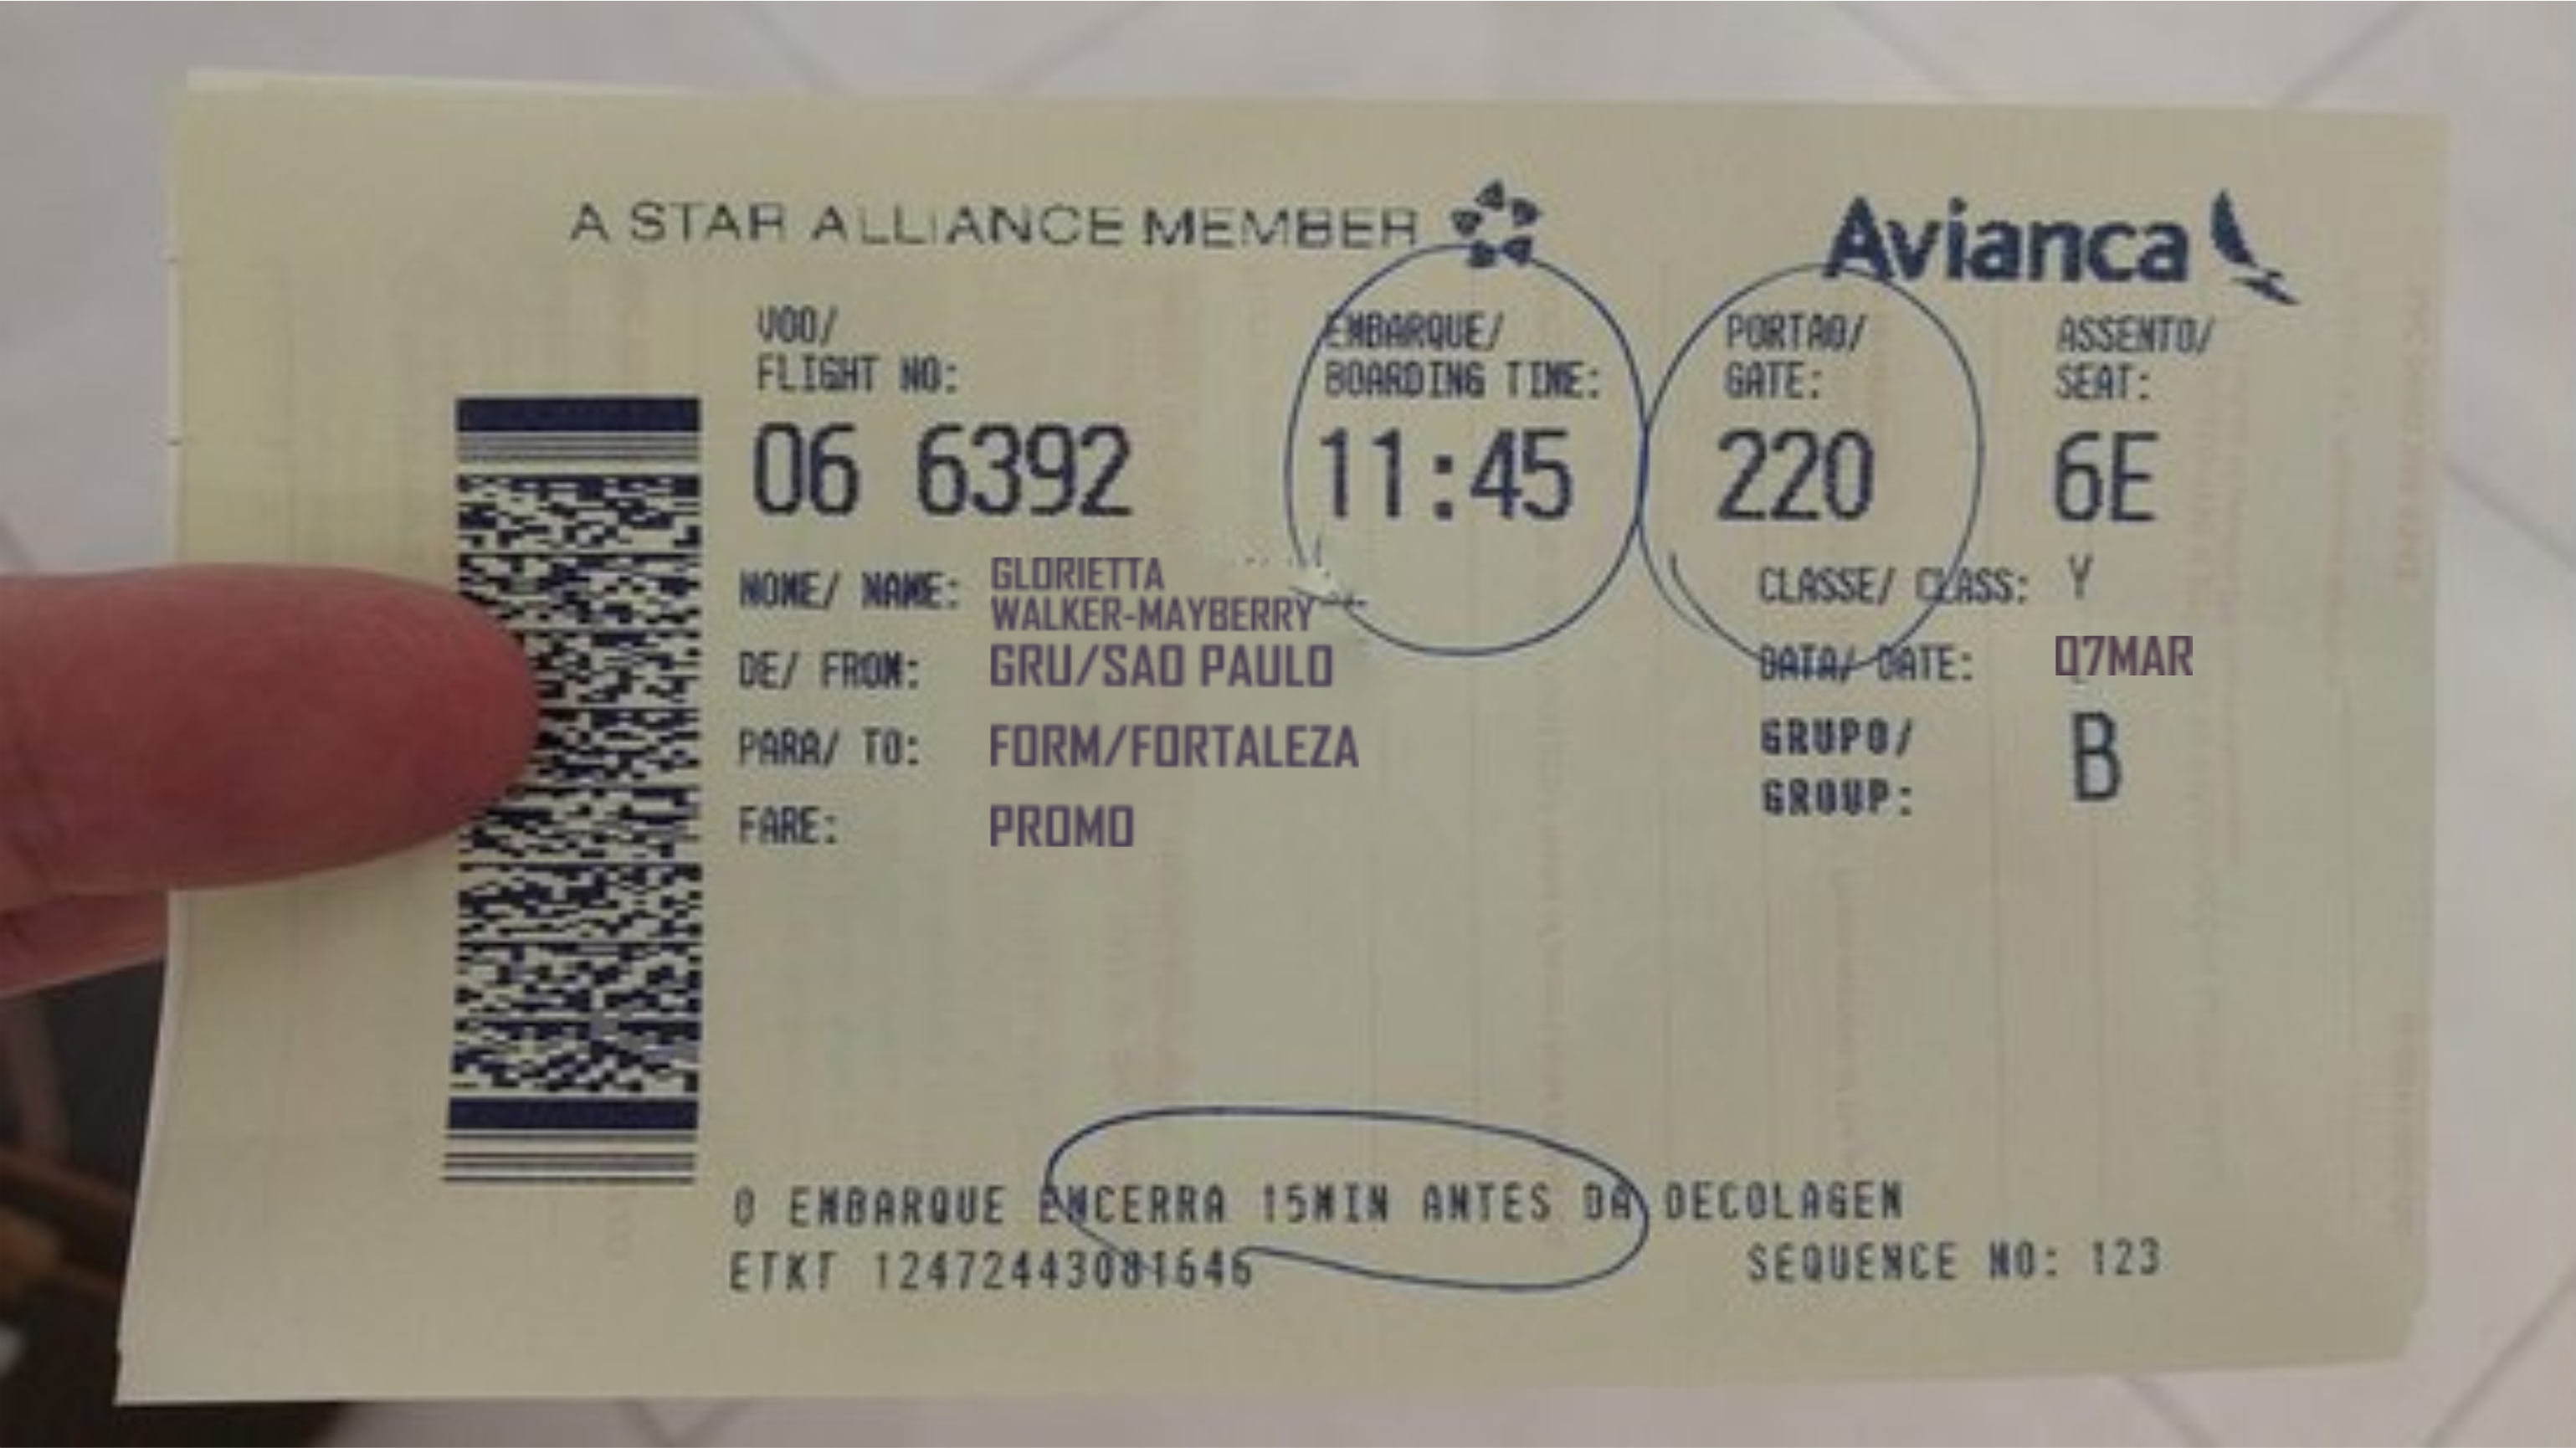 A STAR ALLIANCE MEMBER
Avianca
VOO/
FLIGHT NO:
06 6392
EMBARQUE/
BOARDING TIME:
11:45
PORTAO/
GATE:
220
ASSENTO/
SEAT:
6E
NOME/ NAME: GLORIETTA
WALKER-MAYBERRY
CLASSE/ CLASS: Y
DE/ FROM: GRU/SAO PAULO
DATA/ DATE: 07MAR
PARA/ TO: FORM/FORTALEZA
GRUPO/
GROUP: B
FARE: PROMO
O EMBARQUE ENCERRA 15MIN ANTES DA DECOLAGEM
ETKT 12472443081646
SEQUENCE NO: 123